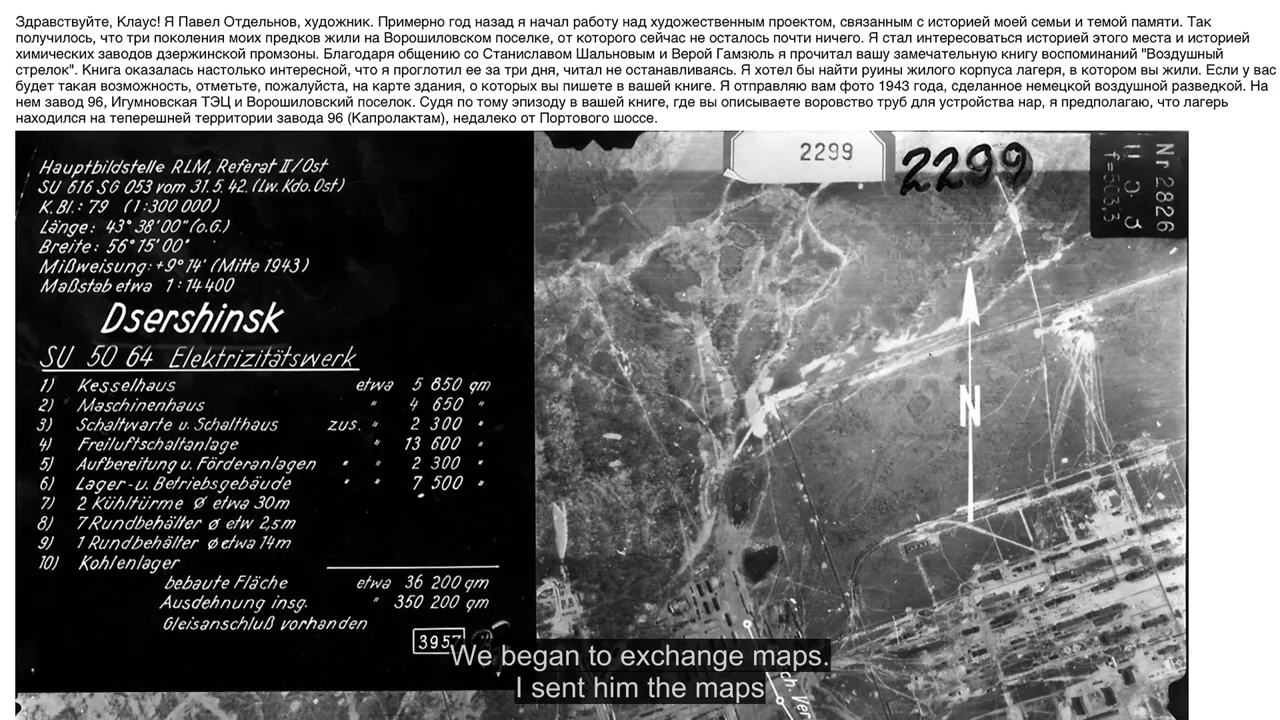 Здравствуйте, Клаус! Я Павел Отдельнов, художник. Примерно год назад я начал работу над художественным проектом, связанным с историей моей семьи и темой памяти. Так
получилось, что три поколения моих предков жили на Ворошиловском поселке, от которого сейчас не осталось почти ничего. Я стал интересоваться историей этого места и историей
химических заводов дзержинской промзоны. Благодаря общению со Станиславом Шальновым и Верой Гамзюль я прочитал вашу замечательную книгу воспоминаний "Воздушный
стрелок". Книга оказалась настолько интересной, что я проглотил ее за три дня, читал не останавливаясь. Я хотел бы найти руины жилого корпуса лагеря, в котором вы жили. Если у вас
будет такая возможность, отметьте, пожалуйста, на карте здания, о которых вы пишете в вашей книге. Я отправляю вам фото 1943 года, сделанное немецкой воздушной разведкой. На
нем завод 96, Игумновская ТЭЦ и Ворошиловский поселок. Судя по тому эпизоду в вашей книге, где вы описываете воровство труб для устройства нар, я предполагаю, что лагерь
находился на теперешней территории завода 96 (Капролактам), недалеко от Портового шоссе.
Hauptbildstelle RLM, Referat II/Ost
SU 616 SG 053 vom 31.5.42. (Lw. Kdo. Ost)
K.Bl.: 79 (1:300 000)
Länge: 43° 38' 00" (o.G.)
Breite: 56° 15' 00"
Mißweisung: +9° 14' (Mitte 1943)
Maßstab etwa 1:14 400
Dsershinsk
SU 50 64 Elektrizitätswerk
1) Kesselhaus etwa 5 850 qm
2) Maschinenhaus " 4 650 "
3) Schaltwarte u. Schalthaus zus. " 2 300 "
4) Freiluftschaltanlage " 13 600 "
5) Aufbereitung u. Förderanlagen " " 2 300 "
6) Lager- u. Betriebsgebäude " " 7 500 "
7) 2 Kühltürme Ø etwa 30m
8) 7 Rundbehälter ø etw 2,5m
9) 1 Rundbehälter ø etwa 14m
10) Kohlenlager
bebaute Fläche etwa 36 200 qm
Ausdehnung insg. " 350 200 qm
Gleisanschluß vorhanden
3957
2299
2299
Nr 2826
N
We began to exchange maps.
I sent him the maps